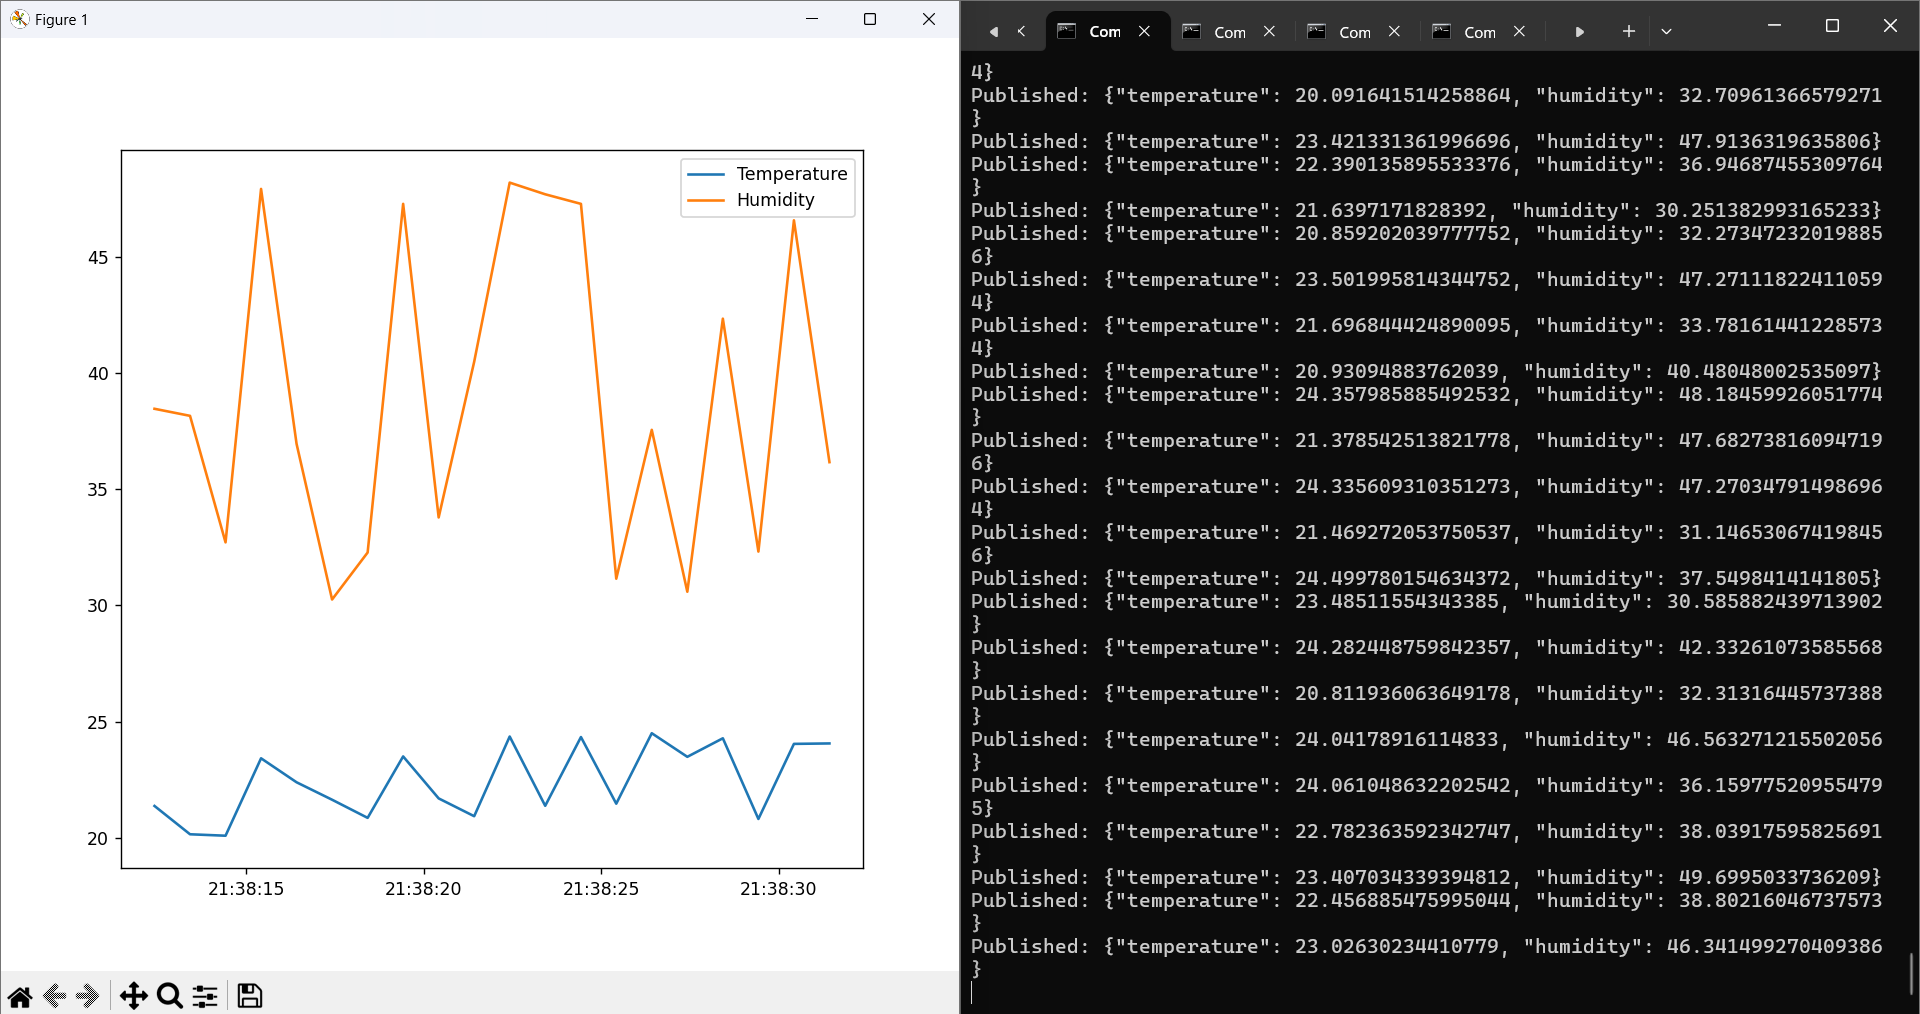 Figure 1
Temperature
Humidity
45
40
35
30
25
20
21:38:15
21:38:20
21:38:25
21:38:30
Com
Com
Com
Com
4}
Published: {"temperature": 20.091641514258864, "humidity": 32.70961366579271
}
Published: {"temperature": 23.421331361996696, "humidity": 47.9136319635806}
Published: {"temperature": 22.390135895533376, "humidity": 36.946874553097​64
}
Published: {"temperature": 21.6397171828392, "humidity": 30.251382993165233}
Published: {"temperature": 20.859202039777752, "humidity": 32.27347232019885
6}
Published: {"temperature": 23.501995814344752, "humidity": 47.27111822411059
4}
Published: {"temperature": 21.696844424890095, "humidity": 33.78161441228573
4}
Published: {"temperature": 20.93094883762039, "humidity": 40.48048002535097}
Published: {"temperature": 24.357985885492532, "humidity": 48.18459926051774
}
Published: {"temperature": 21.378542513821778, "humidity": 47.68273816094719
6}
Published: {"temperature": 24.335609310351273, "humidity": 47.27034791498696
4}
Published: {"temperature": 21.469272053750537, "humidity": 31.14653067419845
6}
Published: {"temperature": 24.499780154634372, "humidity": 37.5498414141805}
Published: {"temperature": 23.48511554343385, "humidity": 30.585882439713902
}
Published: {"temperature": 24.282448759842357, "humidity": 42.33261073585568
}
Published: {"temperature": 20.811936063649178, "humidity": 32.31316445737388
}
Published: {"temperature": 24.04178916114833, "humidity": 46.563271215502056
}
Published: {"temperature": 24.061048632202542, "humidity": 36.15977520955479
5}
Published: {"temperature": 22.782363592342747, "humidity": 38.03917595825691
}
Published: {"temperature": 23.407034339394812, "humidity": 49.6995033736209}
Published: {"temperature": 22.456885475995044, "humidity": 38.80216046737573
}
Published: {"temperature": 23.02630234410779, "humidity": 46.341499270409386
}